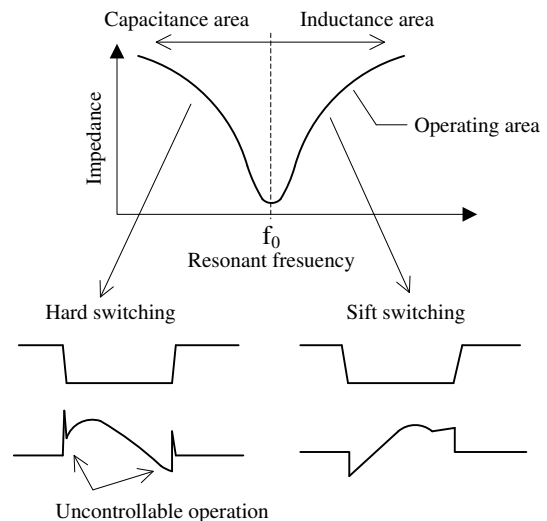 Capacitance area
Inductance area
Impedance
Operating area
f0
Resonant fresuency
Hard switching
Sift switching
Uncontrollable operation